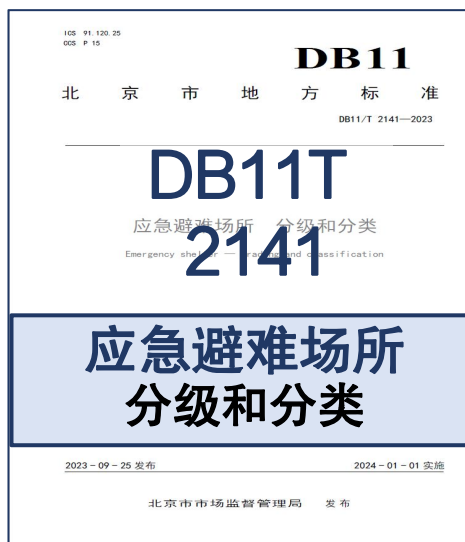 ICS 91.120.25
CCS P 15
DB11
北京市地方标准
DB11/T 2141—2023
DB11T
应急避难场所 分级和分类
2141
Emergency shelter — Grading and classification
应急避难场所
分级和分类
2023-09-25 发布 2024-01-01 实施
北京市市场监督管理局 发布